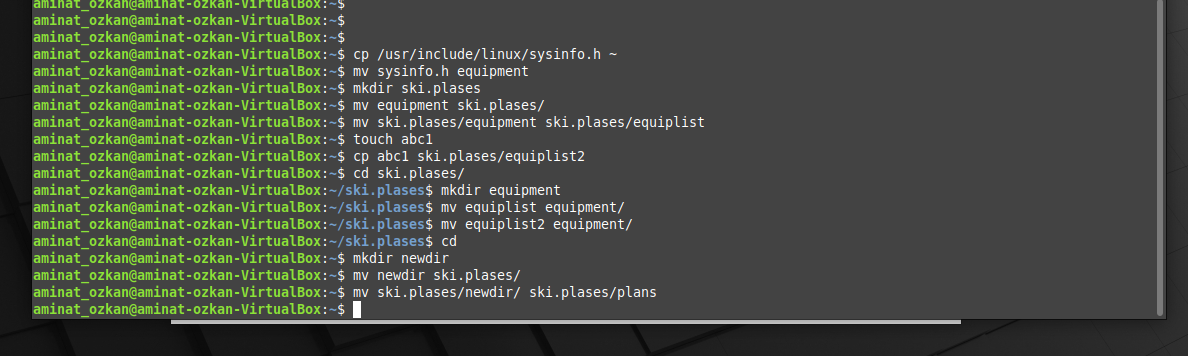 aminat_ozkan@aminat-ozkan-VirtualBox:~$
aminat_ozkan@aminat-ozkan-VirtualBox:~$
aminat_ozkan@aminat-ozkan-VirtualBox:~$
aminat_ozkan@aminat-ozkan-VirtualBox:~$ cp /usr/include/linux/sysinfo.h ~
aminat_ozkan@aminat-ozkan-VirtualBox:~$ mv sysinfo.h equipment
aminat_ozkan@aminat-ozkan-VirtualBox:~$ mkdir ski.plases
aminat_ozkan@aminat-ozkan-VirtualBox:~$ mv equipment ski.plases/
aminat_ozkan@aminat-ozkan-VirtualBox:~$ mv ski.plases/equipment ski.plases/equiplist
aminat_ozkan@aminat-ozkan-VirtualBox:~$ touch abc1
aminat_ozkan@aminat-ozkan-VirtualBox:~$ cp abc1 ski.plases/equiplist2
aminat_ozkan@aminat-ozkan-VirtualBox:~$ cd ski.plases/
aminat_ozkan@aminat-ozkan-VirtualBox:~/ski.plases$ mkdir equipment
aminat_ozkan@aminat-ozkan-VirtualBox:~/ski.plases$ mv equiplist equipment/
aminat_ozkan@aminat-ozkan-VirtualBox:~/ski.plases$ mv equiplist2 equipment/
aminat_ozkan@aminat-ozkan-VirtualBox:~/ski.plases$ cd
aminat_ozkan@aminat-ozkan-VirtualBox:~$ mkdir newdir
aminat_ozkan@aminat-ozkan-VirtualBox:~$ mv newdir ski.plases/
aminat_ozkan@aminat-ozkan-VirtualBox:~$ mv ski.plases/newdir/ ski.plases/plans
aminat_ozkan@aminat-ozkan-VirtualBox:~$